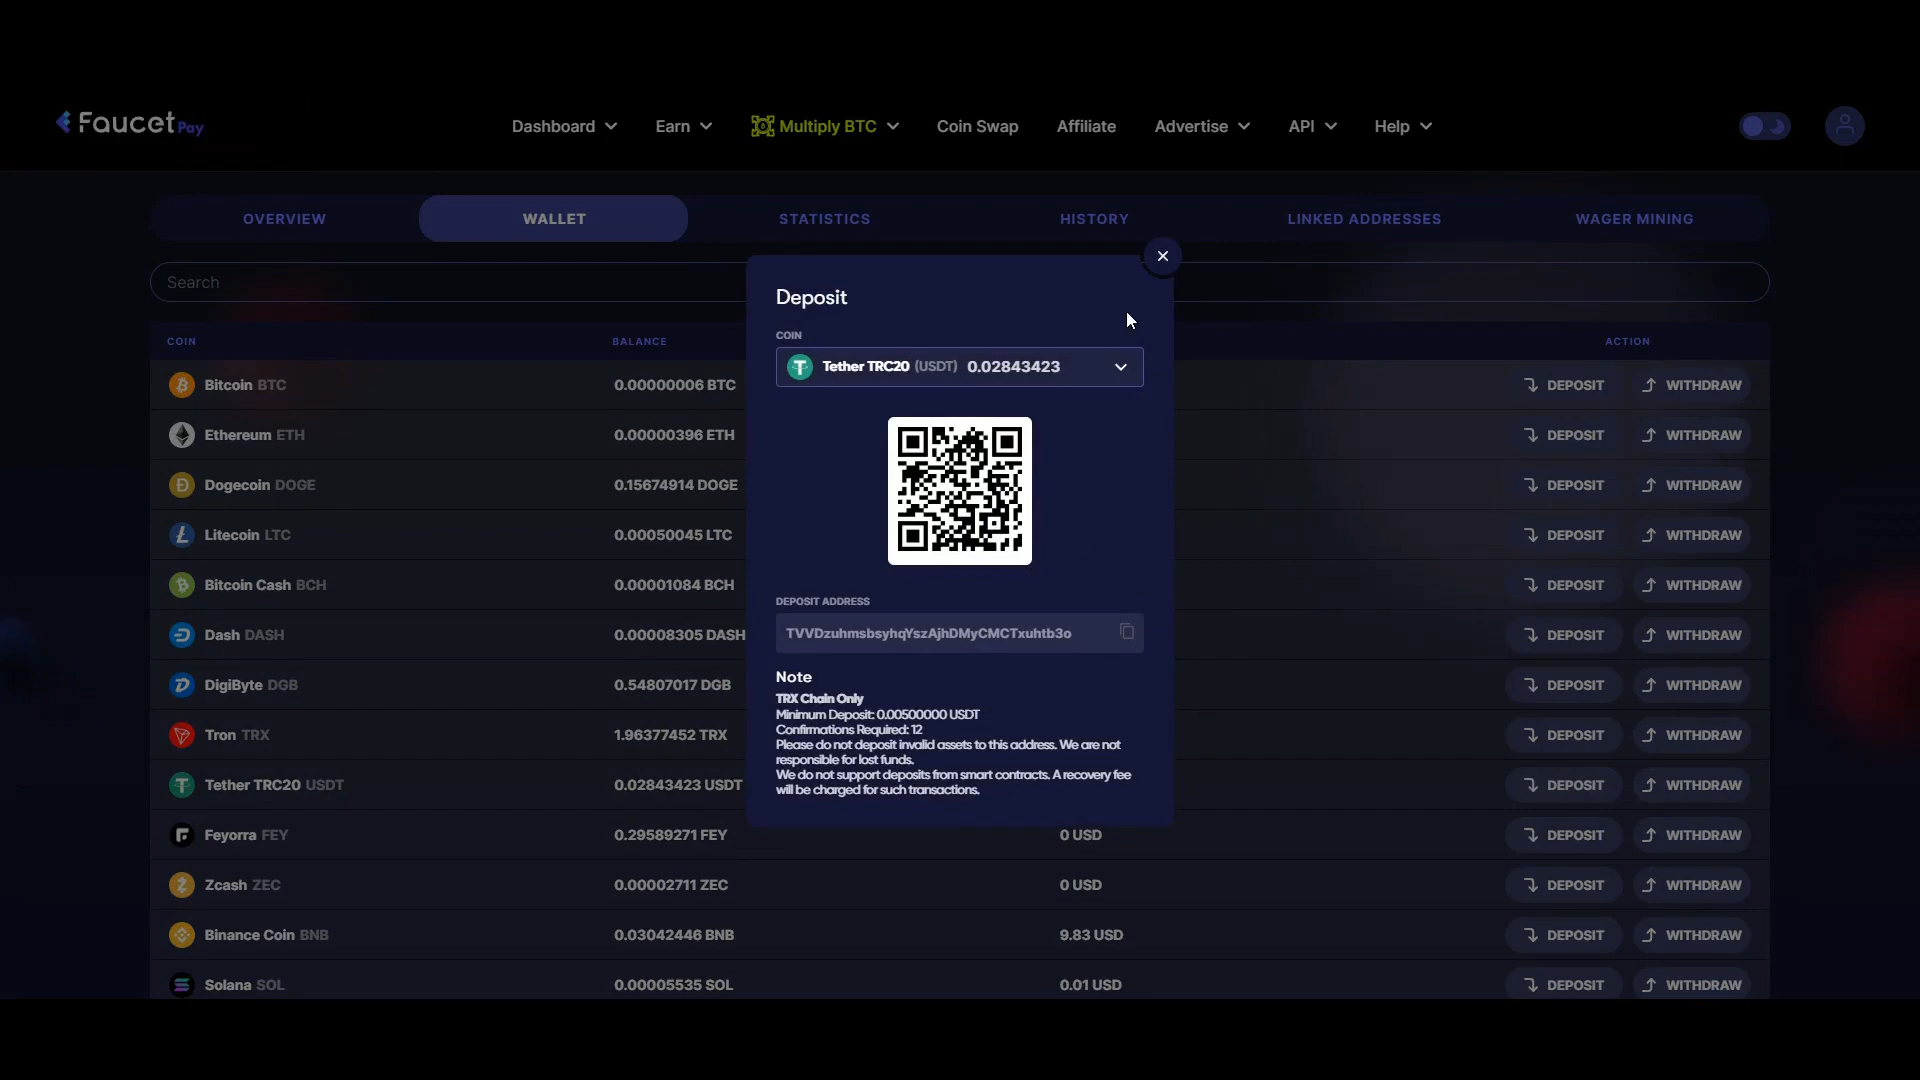 FaucetPay
Dashboard Earn Multiply BTC Coin Swap Affiliate Advertise API Help
OVERVIEW WALLET STATISTICS HISTORY LINKED ADDRESSES WAGER MINING
Search
COIN BALANCE ACTION
Bitcoin BTC 0.00000006 BTC DEPOSIT WITHDRAW
Ethereum ETH 0.00000396 ETH DEPOSIT WITHDRAW
Dogecoin DOGE 0.15674914 DOGE DEPOSIT WITHDRAW
Litecoin LTC 0.00050045 LTC DEPOSIT WITHDRAW
Bitcoin Cash BCH 0.00001084 BCH DEPOSIT WITHDRAW
Dash DASH 0.00008305 DASH DEPOSIT WITHDRAW
DigiByte DGB 0.54807017 DGB DEPOSIT WITHDRAW
Tron TRX 1.96377452 TRX DEPOSIT WITHDRAW
Tether TRC20 USDT 0.02843423 USDT DEPOSIT WITHDRAW
Feyorra FEY 0.29589271 FEY 0 USD DEPOSIT WITHDRAW
Zcash ZEC 0.00002711 ZEC 0 USD DEPOSIT WITHDRAW
Binance Coin BNB 0.03042446 BNB 9.83 USD DEPOSIT WITHDRAW
Solana SOL 0.00005535 SOL 0.01 USD DEPOSIT WITHDRAW
Deposit
COIN
Tether TRC20 (USDT) 0.02843423
DEPOSIT ADDRESS
TVVDzuhmsbsyhqYszAjhDMyCMCTxuhtb3o
Note
TRX Chain Only
Minimum Deposit: 0.00500000 USDT
Confirmations Required: 12
Please do not deposit invalid assets to this address. We are not
responsible for lost funds.
We do not support deposits from smart contracts. A recovery fee
will be charged for such transactions.